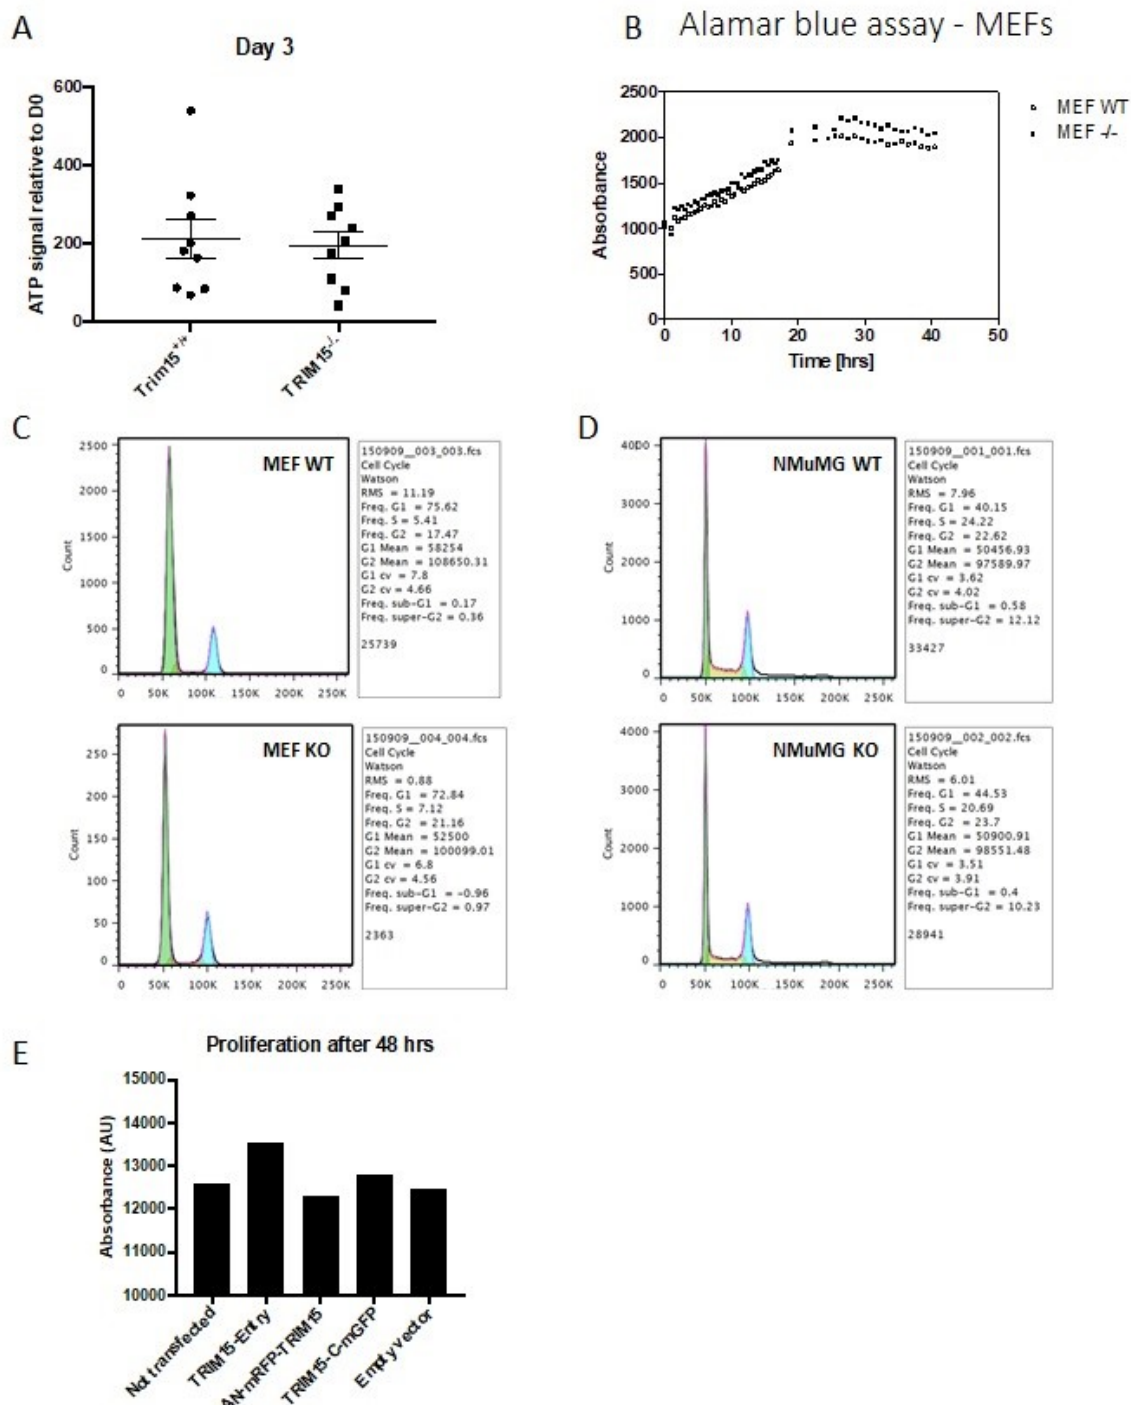 A
Day 3
ATP signal relative to D0
600
400
200
0
Trim15+/+
TRIM15-/-
B
Alamar blue assay - MEFs
Absorbance
2500
2000
1500
1000
500
0
0 10 20 30 40 50
Time [hrs]
MEF WT
MEF -/-
C
MEF WT
Count
2500
2000
1500
1000
500
0
0 50K 100K 150K 200K 250K
150909__003_003.fcs
Cell Cycle
Watson
RMS = 11.19
Freq. G1 = 75.62
Freq. S = 5.41
Freq. G2 = 17.47
G1 Mean = 58254
G2 Mean = 108650.31
G1 cv = 7.8
G2 cv = 4.66
Freq. sub-G1 = 0.17
Freq. super-G2 = 0.36
25739
MEF KO
Count
250
200
150
100
50
0
0 50K 100K 150K 200K 250K
150909__004_004.fcs
Cell Cycle
Watson
RMS = 0.88
Freq. G1 = 72.84
Freq. S = 7.12
Freq. G2 = 21.16
G1 Mean = 52500
G2 Mean = 100099.01
G1 cv = 6.8
G2 cv = 4.56
Freq. sub-G1 = -0.96
Freq. super-G2 = 0.97
2363
D
NMuMG WT
Count
4000
3000
2000
1000
0
0 50K 100K 150K 200K 250K
150909__001_001.fcs
Cell Cycle
Watson
RMS = 7.96
Freq. G1 = 40.15
Freq. S = 24.22
Freq. G2 = 22.62
G1 Mean = 50456.93
G2 Mean = 97589.97
G1 cv = 3.62
G2 cv = 4.02
Freq. sub-G1 = 0.58
Freq. super-G2 = 12.12
33427
NMuMG KO
Count
4000
3000
2000
1000
0
0 50K 100K 150K 200K 250K
150909__002_002.fcs
Cell Cycle
Watson
RMS = 6.01
Freq. G1 = 44.53
Freq. S = 20.69
Freq. G2 = 23.7
G1 Mean = 50900.91
G2 Mean = 98551.48
G1 cv = 3.51
G2 cv = 3.91
Freq. sub-G1 = 0.4
Freq. super-G2 = 10.23
28941
E
Proliferation after 48 hrs
Absorbance (AU)
15000
14000
13000
12000
11000
10000
Not transfected
TRIM15-Entry
AN-mRFP-TRIM15
TRIM15-C-mGFP
Empty vector